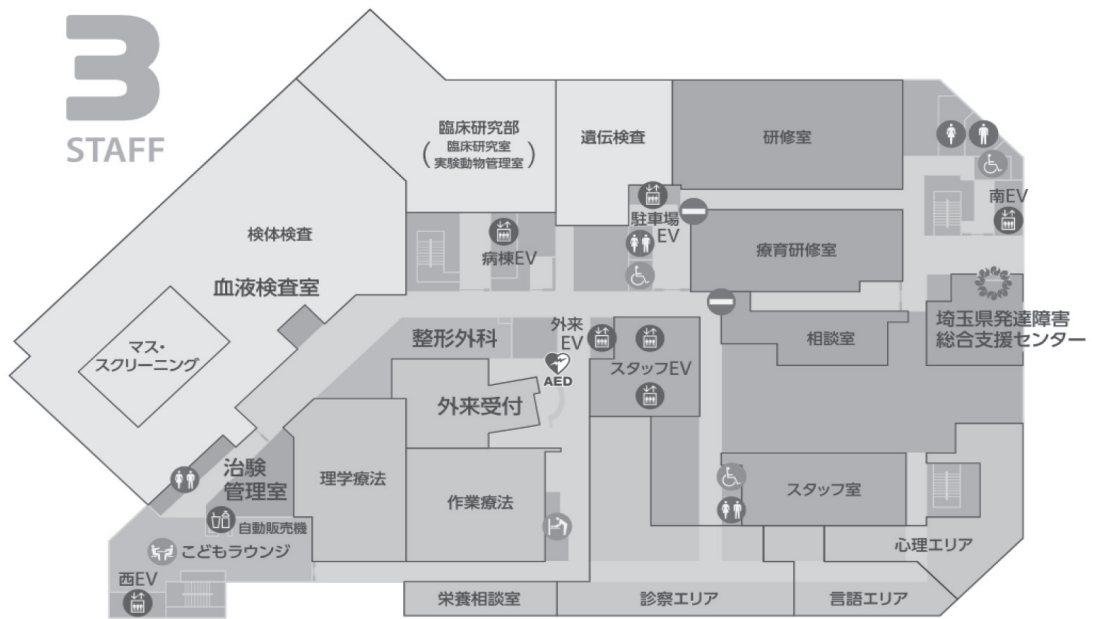 3
STAFF
臨床研究部
(臨床研究室
実験動物管理室)
遺伝検査
研修室
南EV
駐車場
EV
検体検査
病棟EV
療育研修室
血液検査室
埼玉県発達障害
総合支援センター
外来
EV
整形外科
相談室
マス・
スクリーニング
スタッフEV
AED
外来受付
治験
管理室
理学療法
作業療法
スタッフ室
自動販売機
こどもラウンジ
心理エリア
西EV
栄養相談室
診察エリア
言語エリア